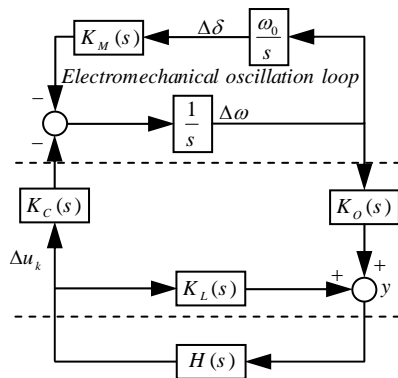 K_M(s)
Δδ
ω_0/s
Electromechanical oscillation loop
−
−
1/s
Δω
K_C(s)
K_O(s)
Δu_k
K_L(s)
+
+
y
H(s)